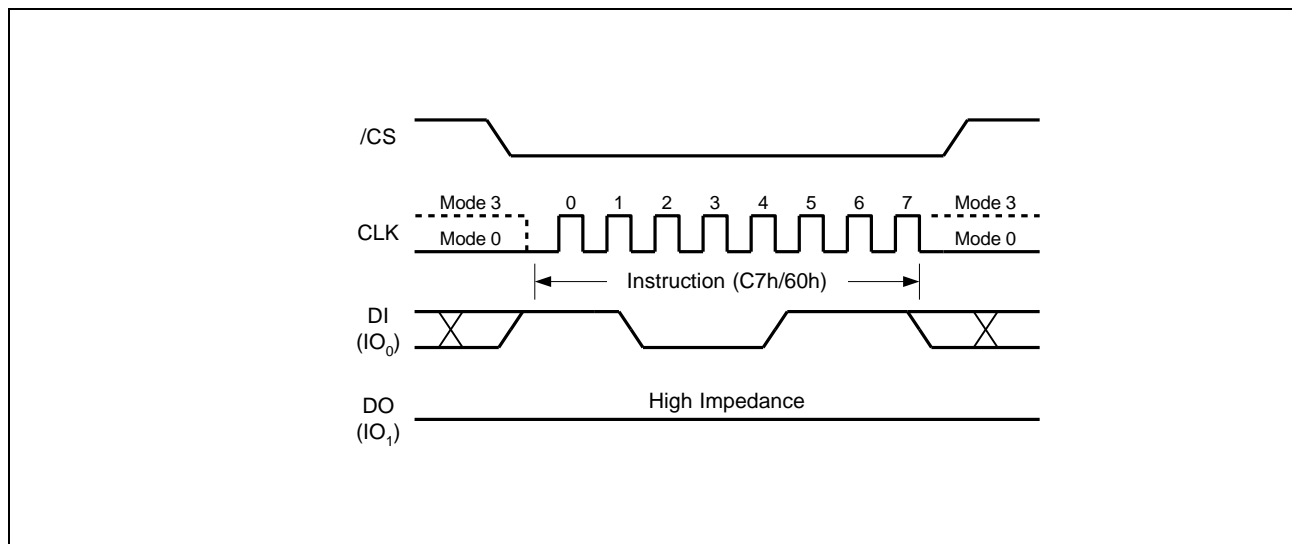 /CS
Mode 3 0 1 2 3 4 5 6 7 Mode 3
CLK
Mode 0 Mode 0
Instruction (C7h/60h)
DI
(IO0)
High Impedance
DO
(IO1)